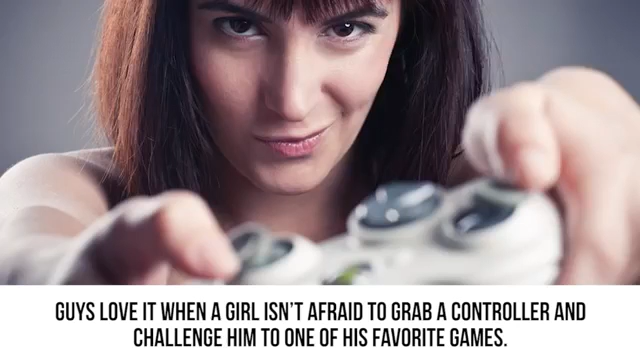 GUYS LOVE IT WHEN A GIRL ISN'T AFRAID TO GRAB A CONTROLLER AND
CHALLENGE HIM TO ONE OF HIS FAVORITE GAMES.